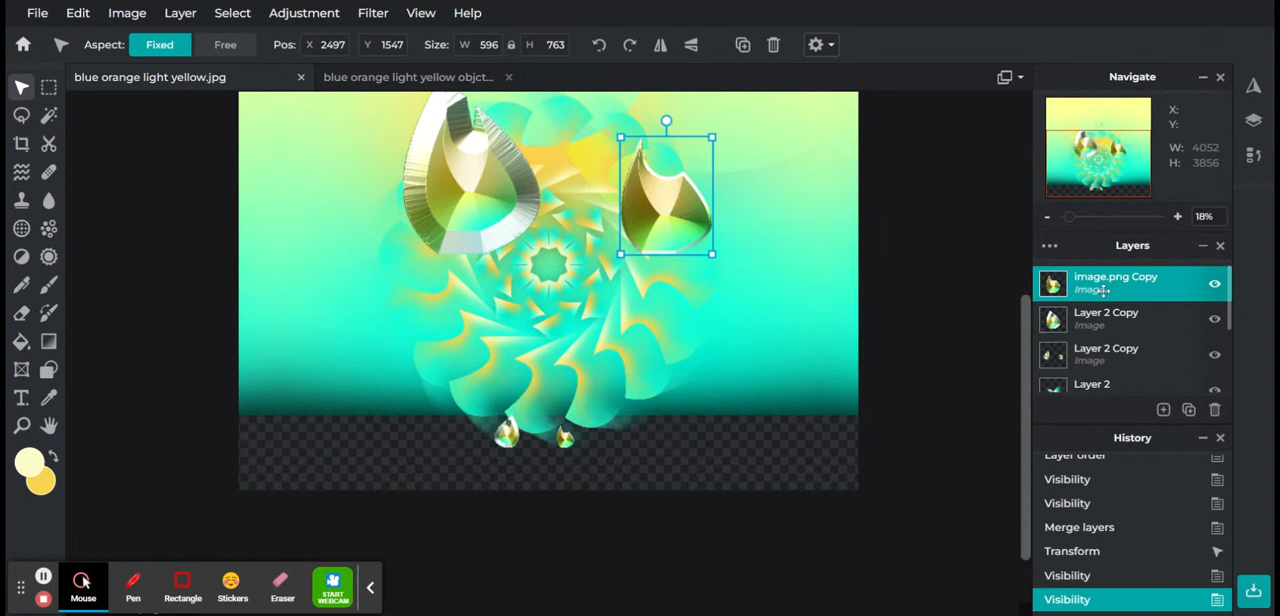 File Edit Image Layer Select Adjustment Filter View Help
Aspect: Fixed Free Pos: X 2497 Y 1547 Size: W 596 H 763
blue orange light yellow.jpg × blue orange light yellow objct... ×
Navigate
X:
Y:
W: 4052
H: 3856
- + 18%
Layers
image.png Copy
Image
Layer 2 Copy
Image
Layer 2 Copy
Image
Layer 2
History
Layer order
Visibility
Visibility
Merge layers
Transform
Visibility
Visibility
Mouse Pen Rectangle Stickers Eraser
START
WEBCAM